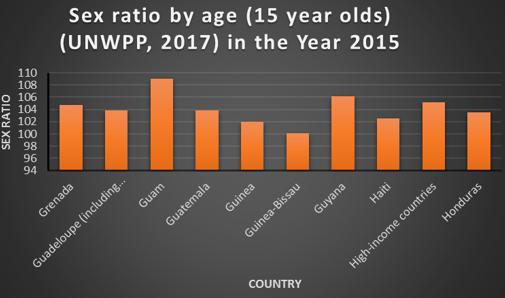 Sex ratio by age (15 year olds)
(UNWPP, 2017) in the Year 2015
SEX RATIO
110
108
106
104
102
100
98
96
94
Grenada
Guadeloupe (including...
Guam
Guatemala
Guinea
Guinea-Bissau
Guyana
Haiti
High-income countries
Honduras
COUNTRY